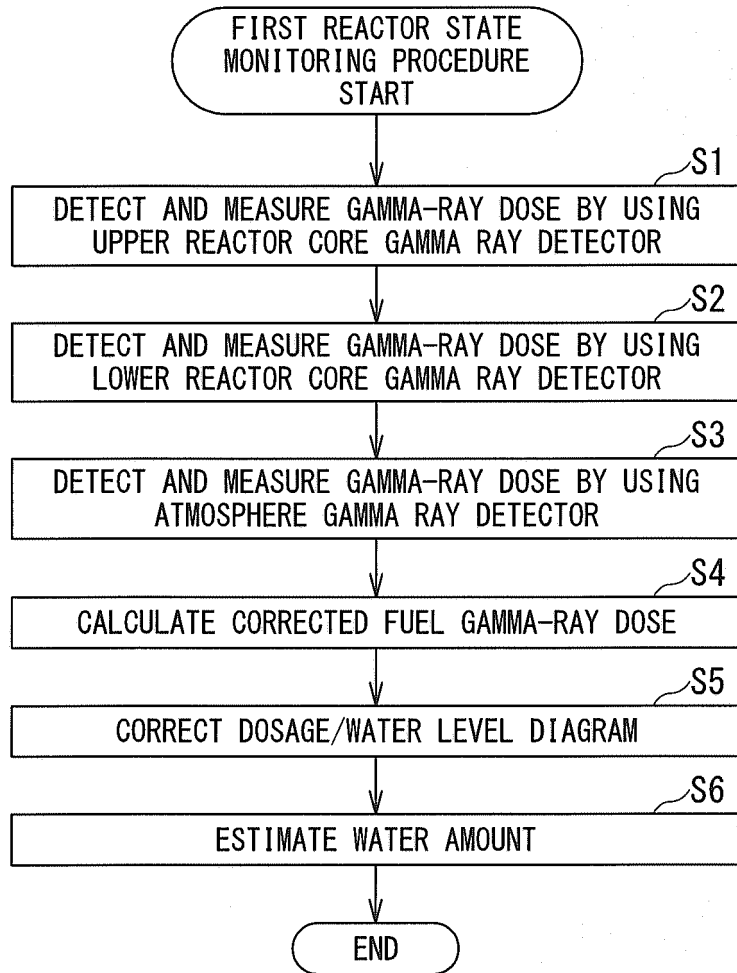 FIRST REACTOR STATE
MONITORING PROCEDURE
START
S1
DETECT AND MEASURE GAMMA-RAY DOSE BY USING
UPPER REACTOR CORE GAMMA RAY DETECTOR
S2
DETECT AND MEASURE GAMMA-RAY DOSE BY USING
LOWER REACTOR CORE GAMMA RAY DETECTOR
S3
DETECT AND MEASURE GAMMA-RAY DOSE BY USING
ATMOSPHERE GAMMA RAY DETECTOR
S4
CALCULATE CORRECTED FUEL GAMMA-RAY DOSE
S5
CORRECT DOSAGE/WATER LEVEL DIAGRAM
S6
ESTIMATE WATER AMOUNT
END